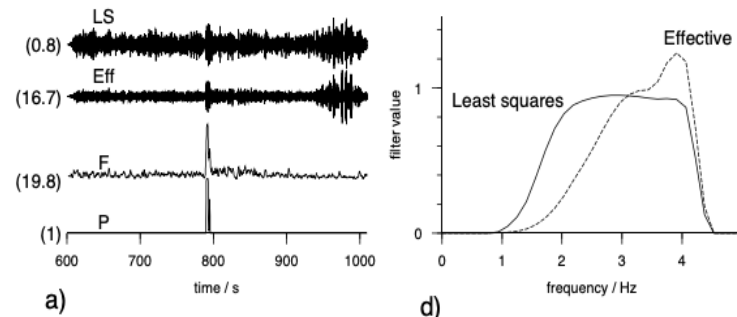 LS
(0.8)
Eff
(16.7)
F
(19.8)
P
(1)
600 700 800 900 1000
time / s
a)
Effective
Least squares
filter value
1
0
0 1 2 3 4
frequency / Hz
d)